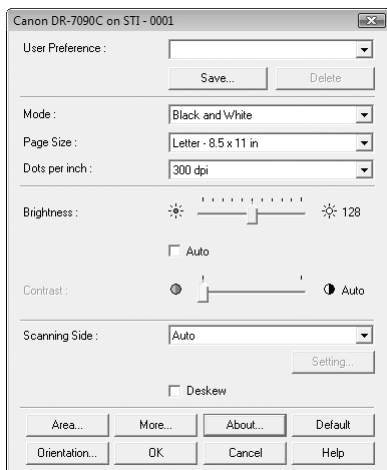 Canon DR-7090C on STI - 0001
User Preference :
Save... Delete
Mode : Black and White
Page Size : Letter - 8.5 x 11 in
Dots per inch : 300 dpi
Brightness : 128
Auto
Contrast : Auto
Scanning Side : Auto
Setting...
Deskew
Area... More... About... Default
Orientation... OK Cancel Help